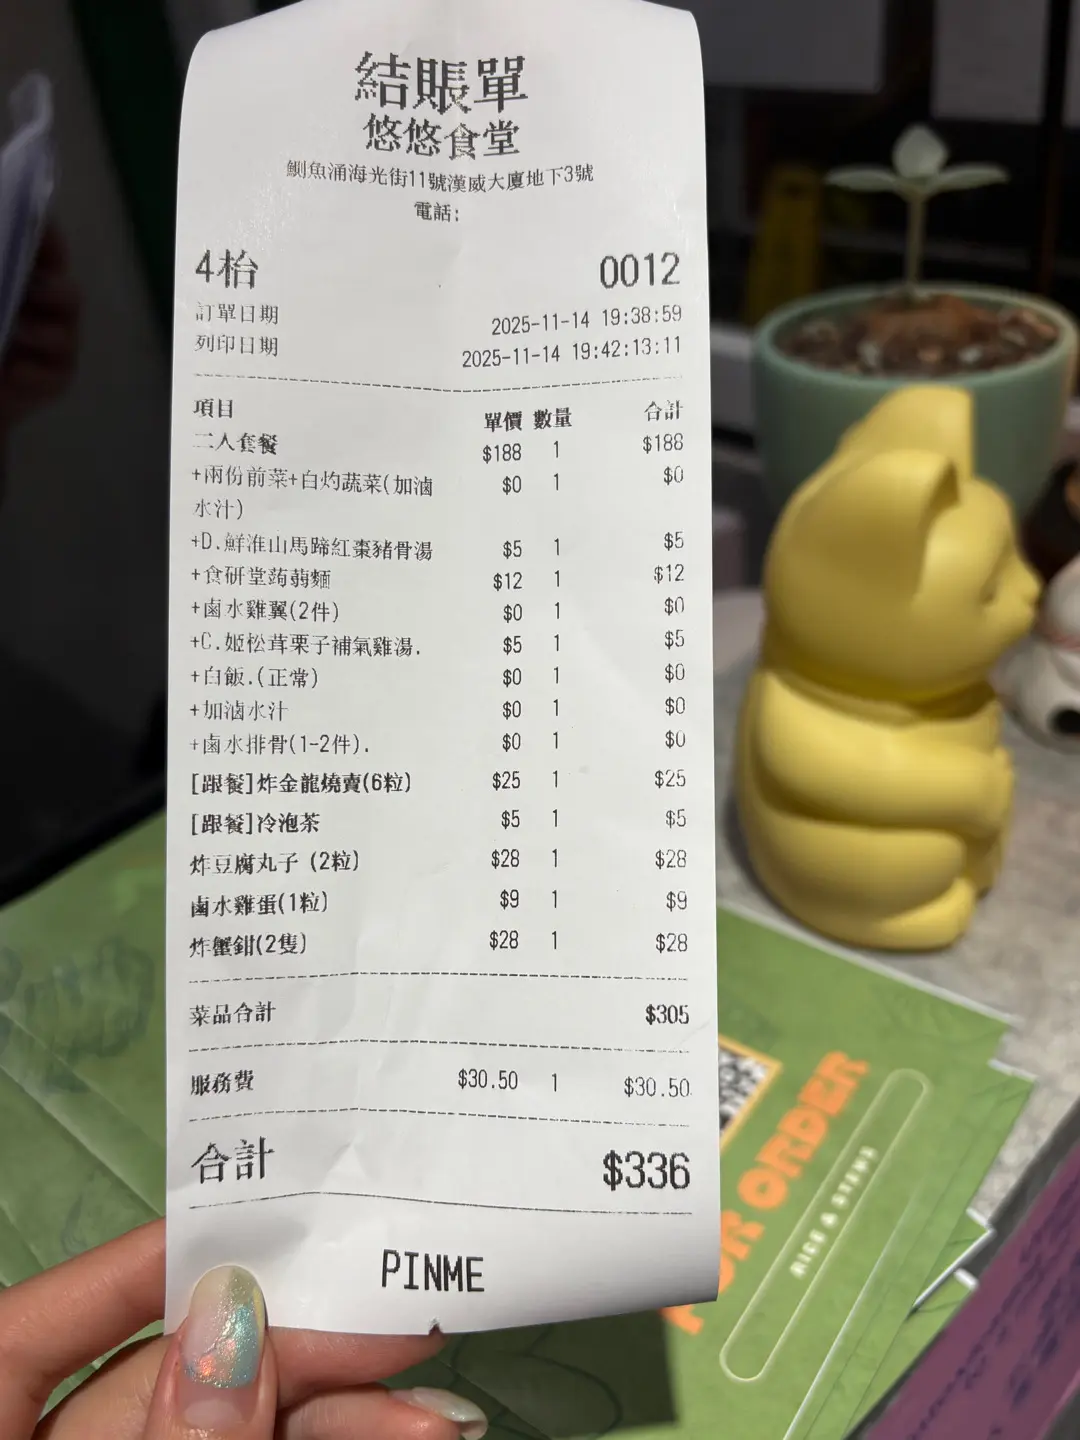 結賬單
悠悠食堂
鰂魚涌海光街11號漢威大廈地下3號
電話:
4枱 0012
訂單日期 2025-11-14 19:38:59
列印日期 2025-11-14 19:42:13:11
項目 單價 數量 合計
二人套餐 $188 1 $188
+兩份前菜+白灼蔬菜(加滷 $0 1 $0
水汁)
+D.鮮淮山馬蹄紅棗豬骨湯 $5 1 $5
+食研堂蒟蒻麵 $12 1 $12
+鹵水雞翼(2件) $0 1 $0
+C.姬松茸栗子補氣雞湯. $5 1 $5
+白飯.(正常) $0 1 $0
+加滷水汁 $0 1 $0
+鹵水排骨(1-2件). $0 1 $0
[跟餐]炸金龍燒賣(6粒) $25 1 $25
[跟餐]冷泡茶 $5 1 $5
炸豆腐丸子 (2粒) $28 1 $28
鹵水雞蛋(1粒) $9 1 $9
炸蟹鉗(2隻) $28 1 $28
菜品合計 $305
服務費 $30.50 1 $30.50
合計 $336
PINME
ORDER
RICE &